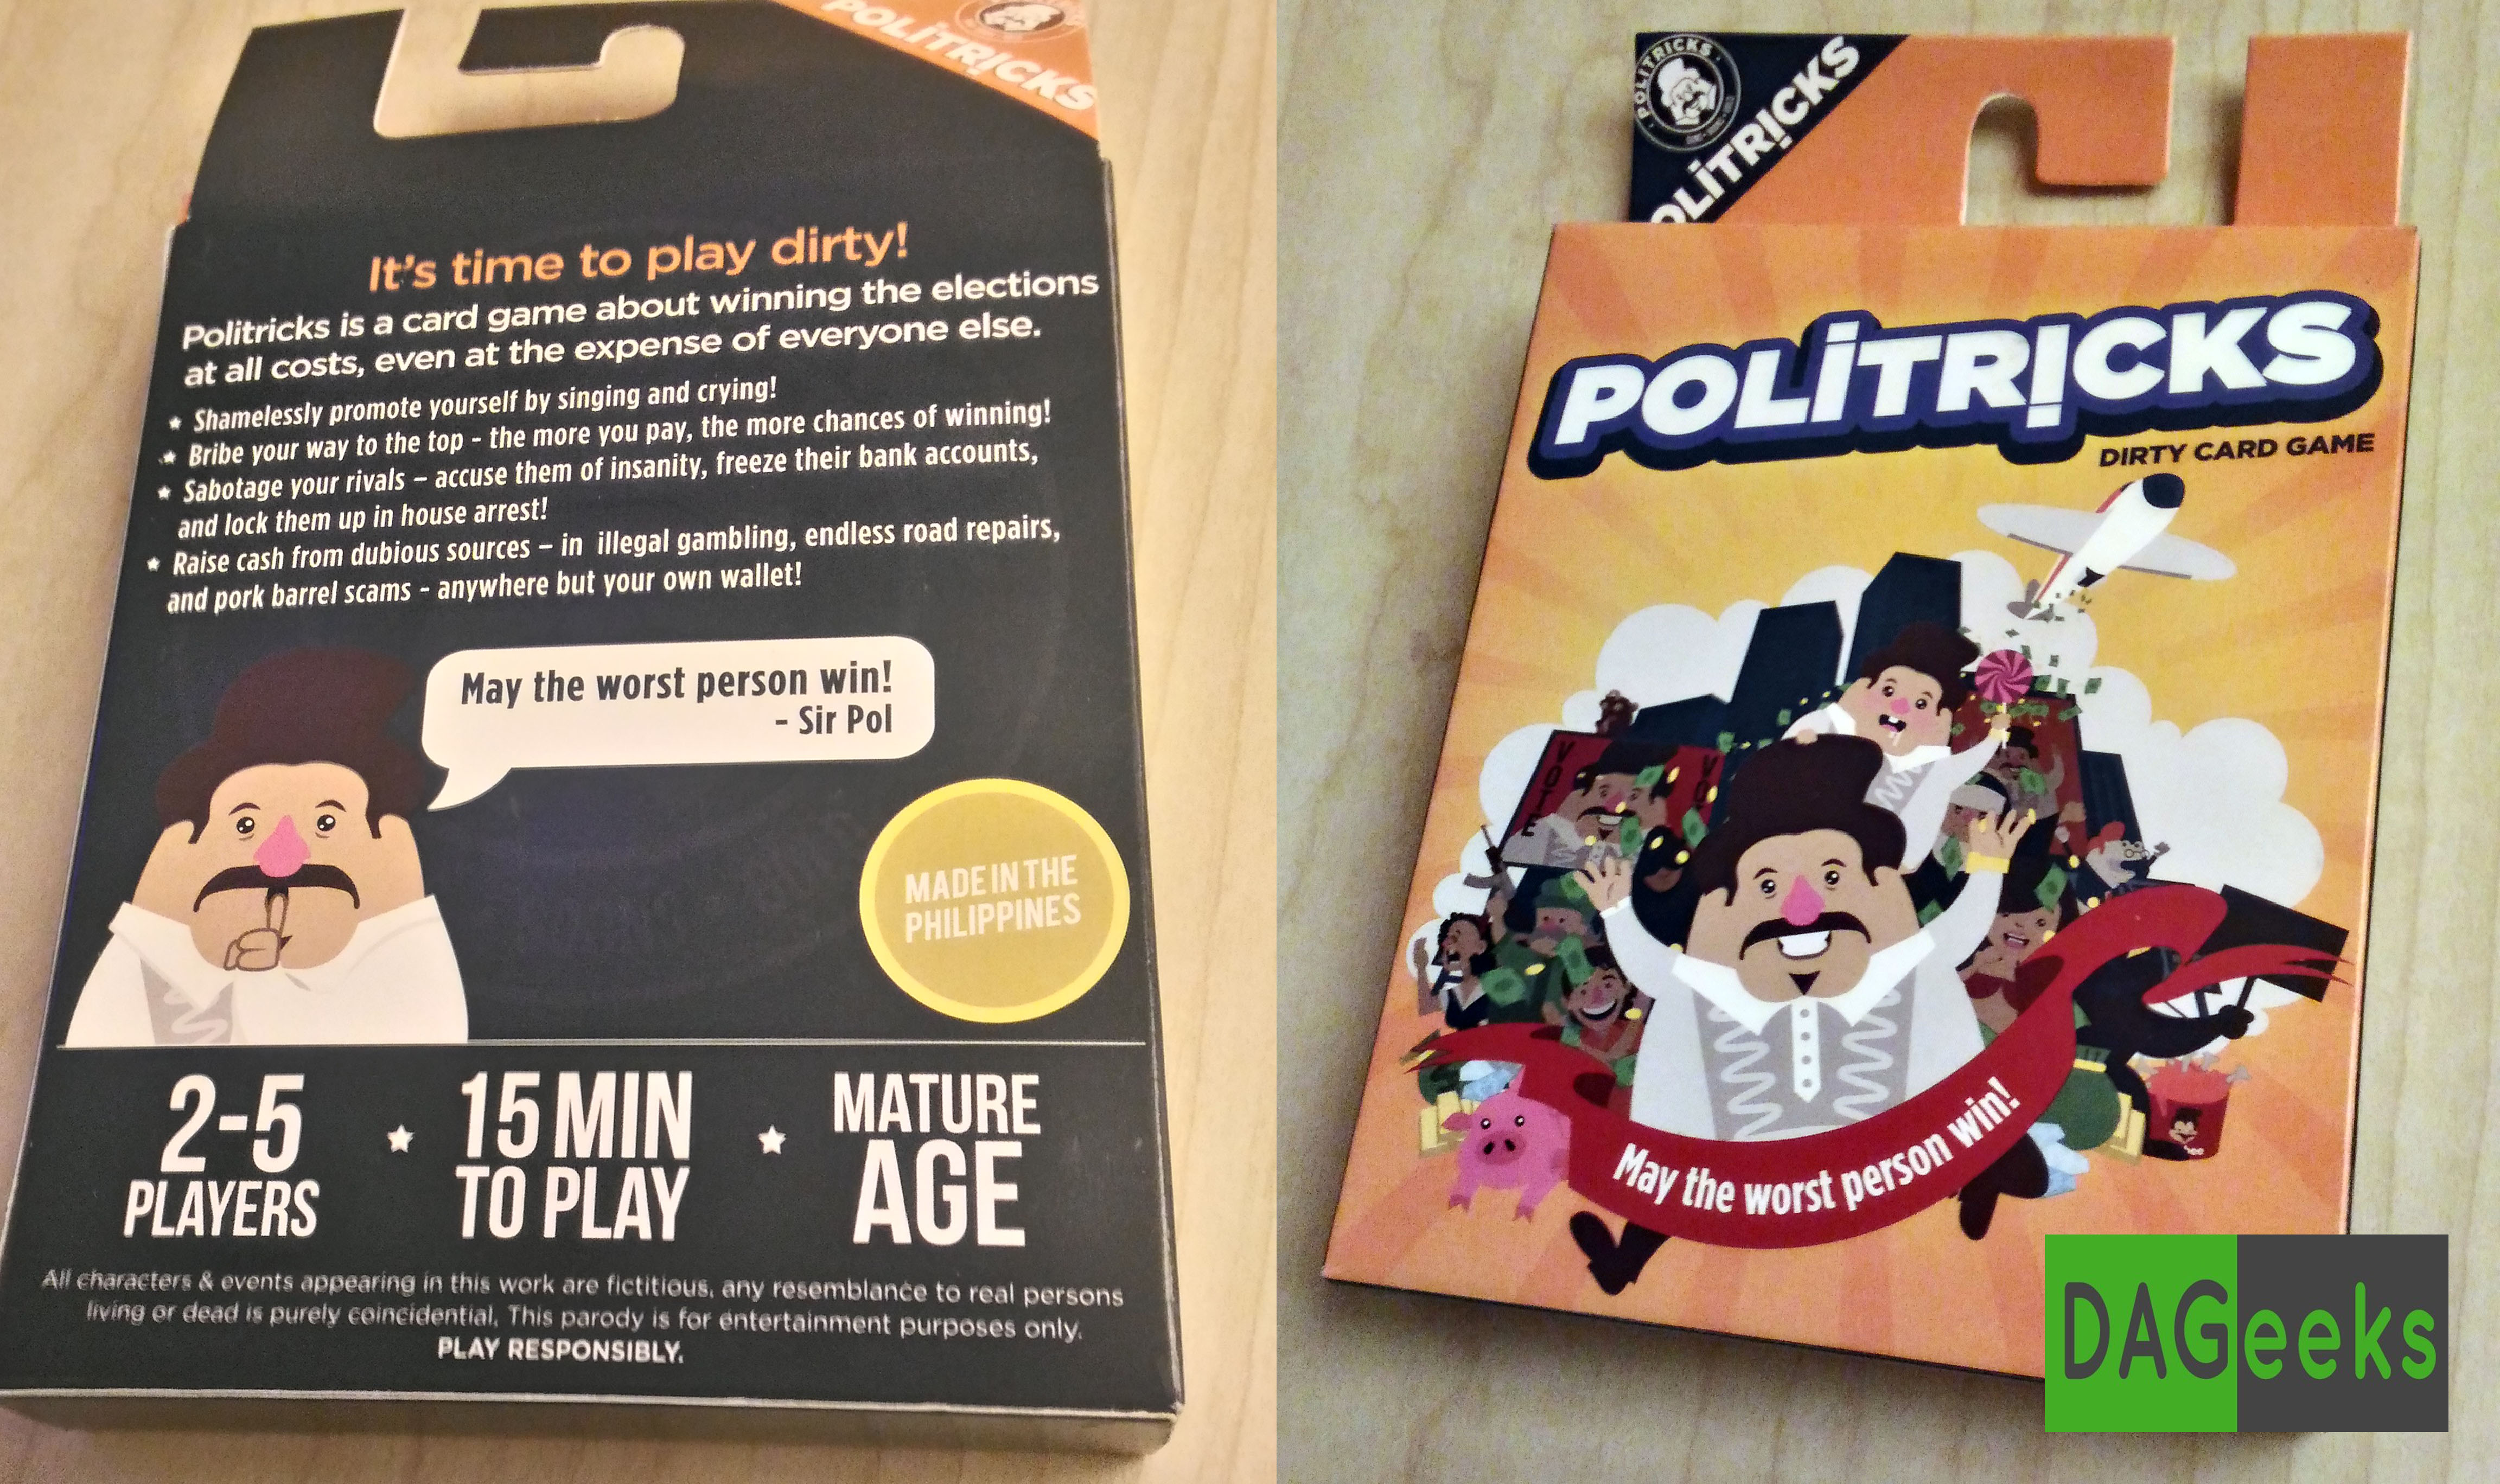 POLiTR!CKS
It's time to play dirty!
Politricks is a card game about winning the elections
at all costs, even at the expense of everyone else.
Shamelessly promote yourself by singing and crying!
Bribe your way to the top - the more you pay, the more chances of winning!
Sabotage your rivals – accuse them of insanity, freeze their bank accounts,
and lock them up in house arrest!
Raise cash from dubious sources – in illegal gambling, endless road repairs,
and pork barrel scams - anywhere but your own wallet!
May the worst person win!
- Sir Pol
MADE IN THE
PHILIPPINES
2-5
PLAYERS
15 MIN
TO PLAY
MATURE
AGE
All characters & events appearing in this work are fictitious, any resemblance to real persons
living or dead is purely coincidential. This parody is for entertainment purposes only.
PLAY RESPONSIBLY.
POLITRICKS
POLiTR!CKS
POLiTR!CKS
DIRTY CARD GAME
VOTE
May the worst person win!
DAGeeks